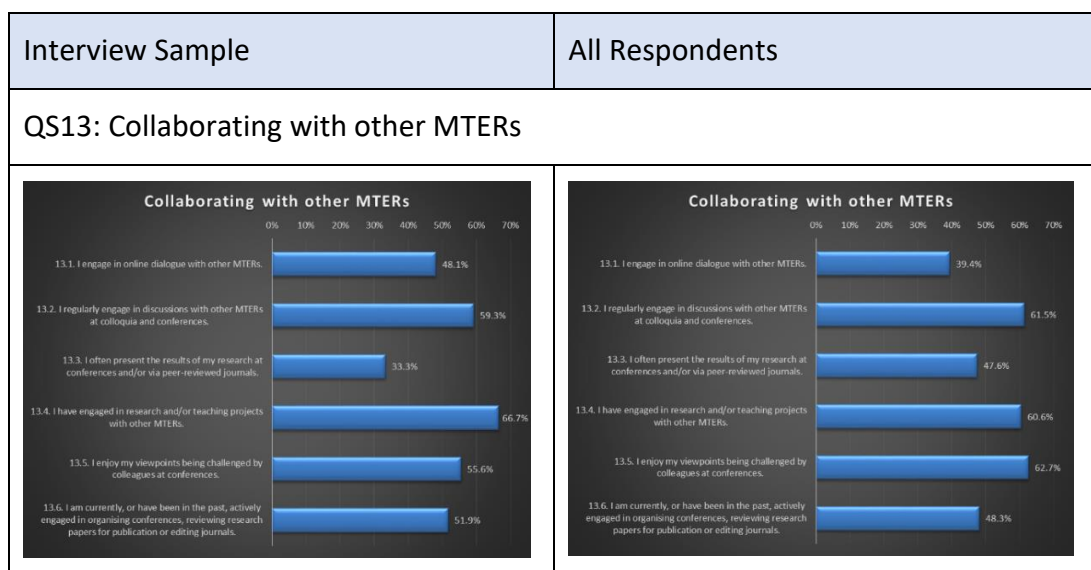 Interview Sample
All Respondents
QS13: Collaborating with other MTERs
Collaborating with other MTERs
0% 10% 20% 30% 40% 50% 60% 70%
13.1. I engage in online dialogue with other MTERs.
48.1%
13.2. I regularly engage in discussions with other MTERs
at colloquia and conferences.
59.3%
13.3. I often present the results of my research at
conferences and/or via peer-reviewed journals.
33.3%
13.4. I have engaged in research and/or teaching projects
with other MTERs.
66.7%
13.5. I enjoy my viewpoints being challenged by
colleagues at conferences.
55.6%
13.6. I am currently, or have been in the past, actively
engaged in organising conferences, reviewing research
papers for publication or editing journals.
51.9%
Collaborating with other MTERs
0% 10% 20% 30% 40% 50% 60% 70%
13.1. I engage in online dialogue with other MTERs.
39.4%
13.2. I regularly engage in discussions with other MTERs
at colloquia and conferences.
61.5%
13.3. I often present the results of my research at
conferences and/or via peer-reviewed journals.
47.6%
13.4. I have engaged in research and/or teaching projects
with other MTERs.
60.6%
13.5. I enjoy my viewpoints being challenged by
colleagues at conferences.
62.7%
13.6. I am currently, or have been in the past, actively
engaged in organising conferences, reviewing research
papers for publication or editing journals.
48.3%